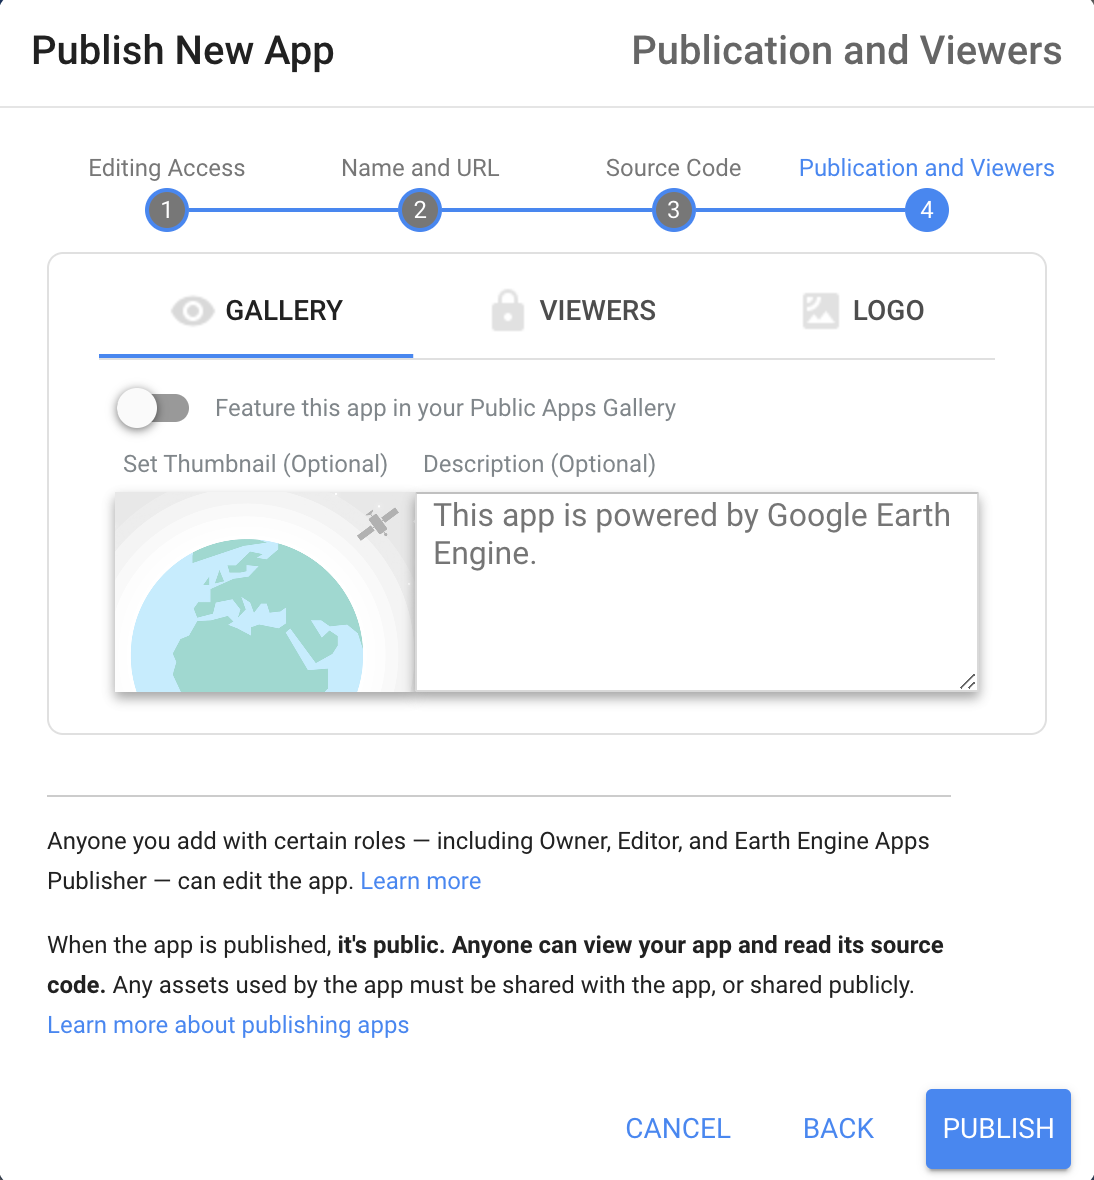 Publish New App
Publication and Viewers
Editing Access
Name and URL
Source Code
Publication and Viewers
1
2
3
4
GALLERY
VIEWERS
LOGO
Feature this app in your Public Apps Gallery
Set Thumbnail (Optional)
Description (Optional)
This app is powered by Google Earth
Engine.
Anyone you add with certain roles — including Owner, Editor, and Earth Engine Apps
Publisher — can edit the app. Learn more
When the app is published, it's public. Anyone can view your app and read its source
code. Any assets used by the app must be shared with the app, or shared publicly.
Learn more about publishing apps
CANCEL
BACK
PUBLISH